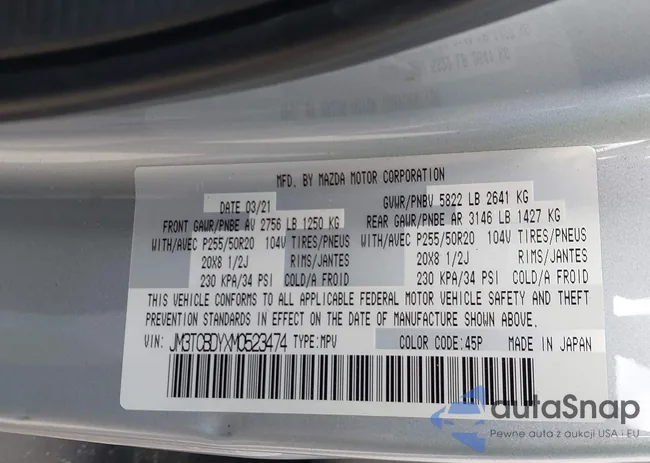 MFD. BY MAZDA MOTOR CORPORATION
DATE 03/21 GVWR/PNBV 5822 LB 2641 KG
FRONT GAWR/PNBE AV 2756 LB 1250 KG REAR GAWR/PNBE AR 3146 LB 1427 KG
WITH/AVEC P255/50R20 104V TIRES/PNEUS WITH/AVEC P255/50R20 104V TIRES/PNEUS
20X8 1/2J RIMS/JANTES 20X8 1/2J RIMS/JANTES
230 KPA/34 PSI COLD/A FROID 230 KPA/34 PSI COLD/A FROID
THIS VEHICLE CONFORMS TO ALL APPLICABLE FEDERAL MOTOR VEHICLE SAFETY AND THEFT
PREVENTION STANDARDS IN EFFECT ON THE DATE OF MANUFACTURE SHOWN ABOVE.
VIN: JM3TCBDYXM0523474 TYPE:MPV COLOR CODE:45P MADE IN JAPAN
autaSnap
Pewne auta z aukcji USA i EU